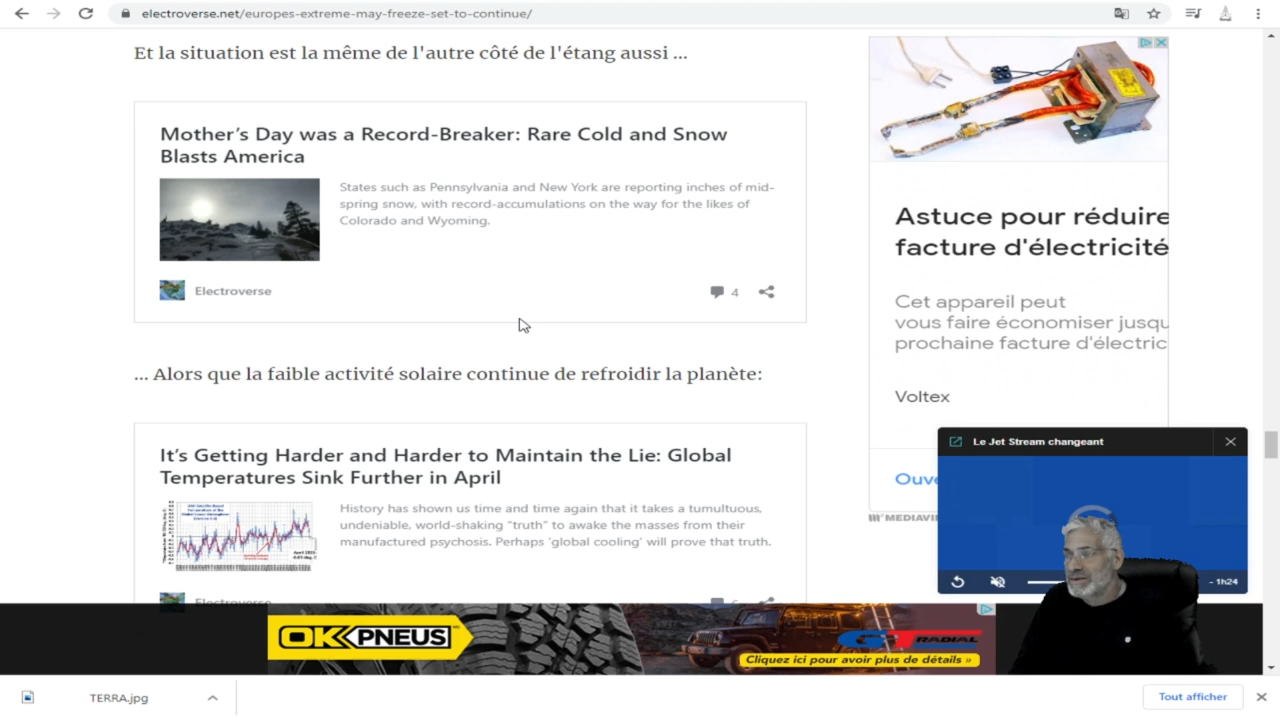 electroverse.net/europes-extreme-may-freeze-set-to-continue/
Et la situation est la même de l'autre côté de l'étang aussi ...
Mother's Day was a Record-Breaker: Rare Cold and Snow
Blasts America
States such as Pennsylvania and New York are reporting inches of mid-
spring snow, with record-accumulations on the way for the likes of
Colorado and Wyoming.
Electroverse
4
... Alors que la faible activité solaire continue de refroidir la planète:
It's Getting Harder and Harder to Maintain the Lie: Global
Temperatures Sink Further in April
History has shown us time and time again that it takes a tumultuous,
undeniable, world-shaking "truth" to awake the masses from their
manufactured psychosis. Perhaps 'global cooling' will prove that truth.
Electroverse
Astuce pour réduire
facture d'électricité
Cet appareil peut
vous faire économiser jusqu
prochaine facture d'électric
Voltex
Ouv
Le Jet Stream changeant
- 1h24
OK PNEUS
GT RADIAL
Cliquez ici pour avoir plus de détails »
TERRA.jpg
Tout afficher